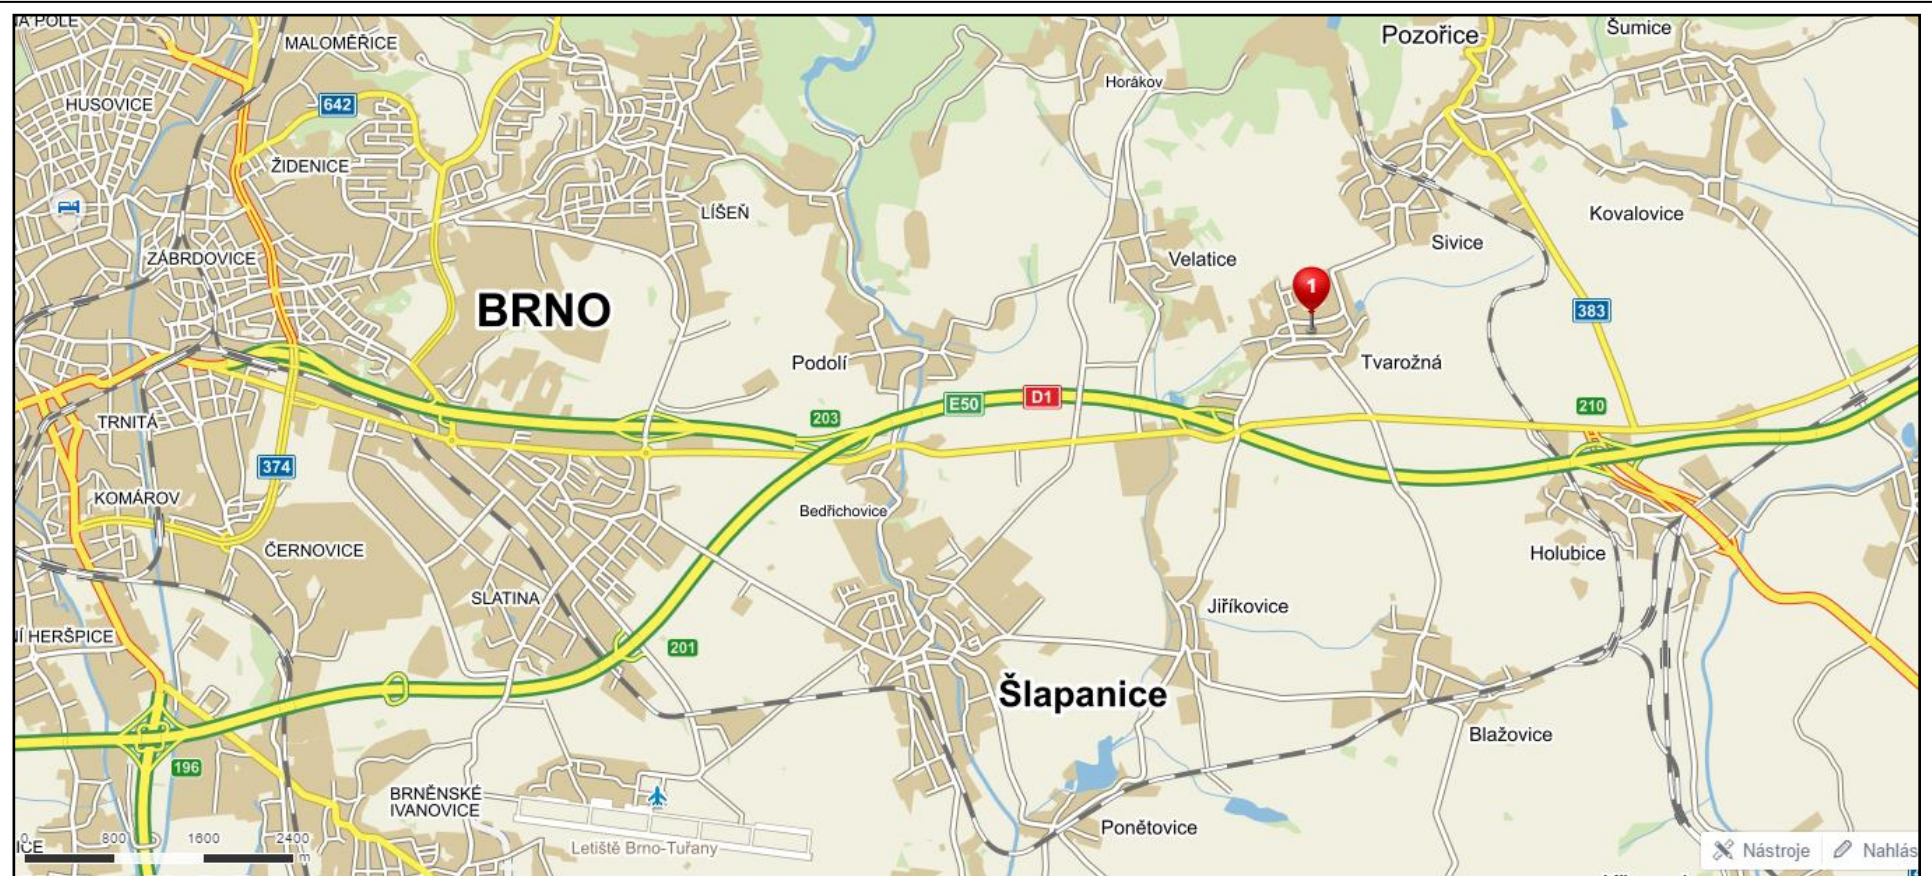 Pozořice
Šumice
MALOMĚŘICE
Horákov
HUSOVICE
642
ŽIDENICE
LÍŠEŇ
Kovalovice
Sivice
ZÁBRDOVICE
Velatice
1
BRNO
383
Podolí
Tvarožná
E50
D1
203
210
TRNITÁ
374
KOMÁROV
Bedřichovice
ČERNOVICE
Holubice
SLATINA
Jiříkovice
NÍ HERŠPICE
201
Šlapanice
Blažovice
196
BRNĚNSKÉ
IVANOVICE
Ponětovice
0 800 1600 2400
m
ICE
Letiště Brno-Tuřany
Nástroje
Nahlás